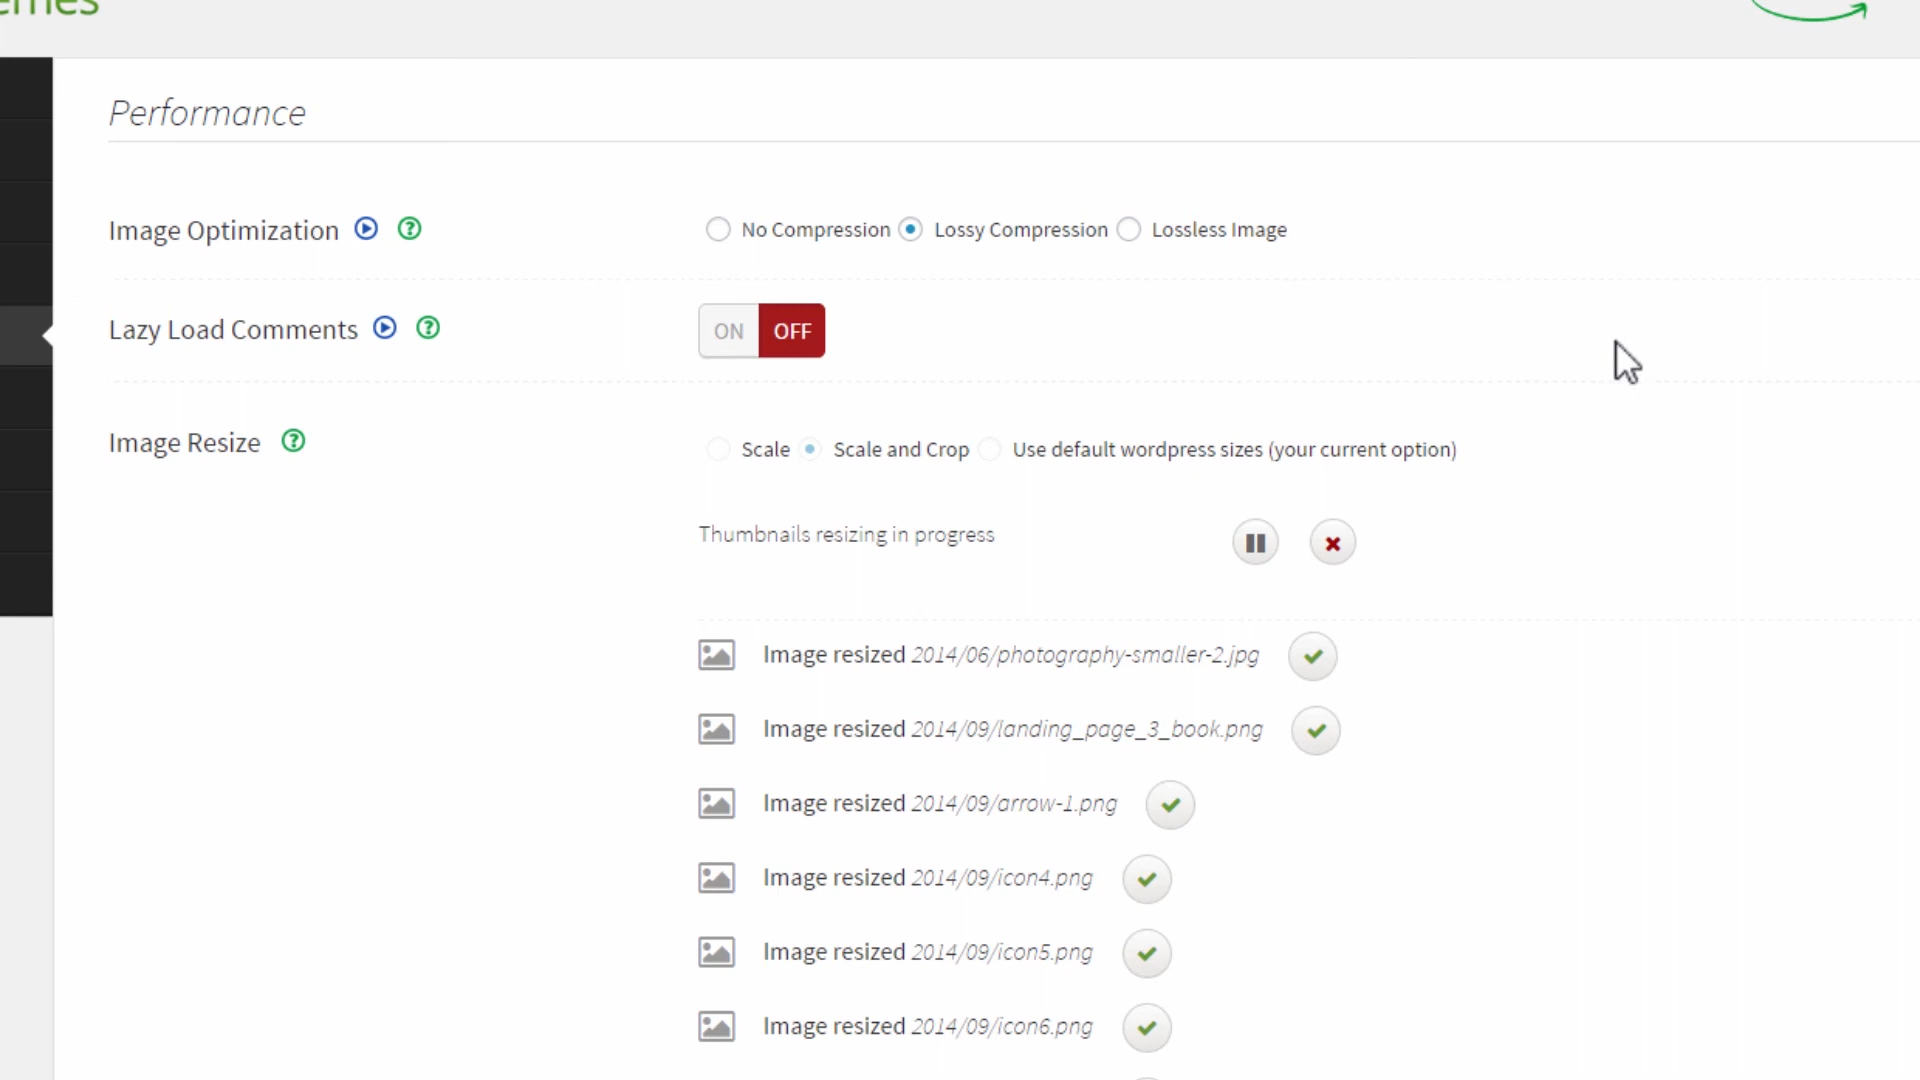 Performance
Image Optimization
No Compression Lossy Compression Lossless Image
Lazy Load Comments
ON OFF
Image Resize
Scale Scale and Crop Use default wordpress sizes (your current option)
Thumbnails resizing in progress
Image resized 2014/06/photography-smaller-2.jpg
Image resized 2014/09/landing_page_3_book.png
Image resized 2014/09/arrow-1.png
Image resized 2014/09/icon4.png
Image resized 2014/09/icon5.png
Image resized 2014/09/icon6.png